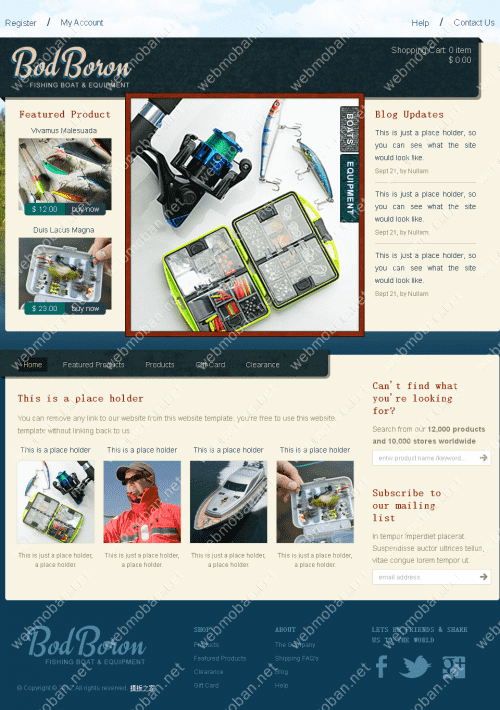 Register / My Account
Help / Contact Us
Shopping Cart: 0 item
$ 0.00
Bod Boron
FISHING BOAT & EQUIPMENT
Featured Product
Vivamus Malesuada
$ 12.00 buy now
Duis Lacus Magna
$ 23.00 buy now
BOATS
EQUIPMENT
Blog Updates
This is just a place holder, so
you can see what the site
would look like.
Sept 21, by Nullam
This is just a place holder, so
you can see what the site
would look like.
Sept 21, by Nullam
This is just a place holder, so
you can see what the site
would look like.
Sept 21, by Nullam
Home Featured Products Products Gift Card Clearance
This is a place holder
You can remove any link to our website from this website template, you're free to use this website
template without linking back to us
This is a place holder This is a place holder This is a place holder This is a place holder
This is just a place holder,
a place holder.
This is just a place holder,
a place holder.
This is just a place holder,
a place holder.
This is just a place holder,
a place holder.
Can't find what
you're looking
for?
Search from our 12,000 products
and 10,000 stores worldwide
enter product name /keyword...
Subscribe to
our mailing
list
In tempor imperdiet placerat.
Suspendisse auctor ultrices tellus,
vitae congue lorem tempor ut.
email address
Bod Boron
FISHING BOAT & EQUIPMENT
SHOP
Products
Featured Products
Clearance
Gift Card
ABOUT
The Company
Shipping FAQ's
Blog
Help
LETS BE FRIENDS & SHARE
US TO THE WORLD
All rights reserved.
webmoban.net